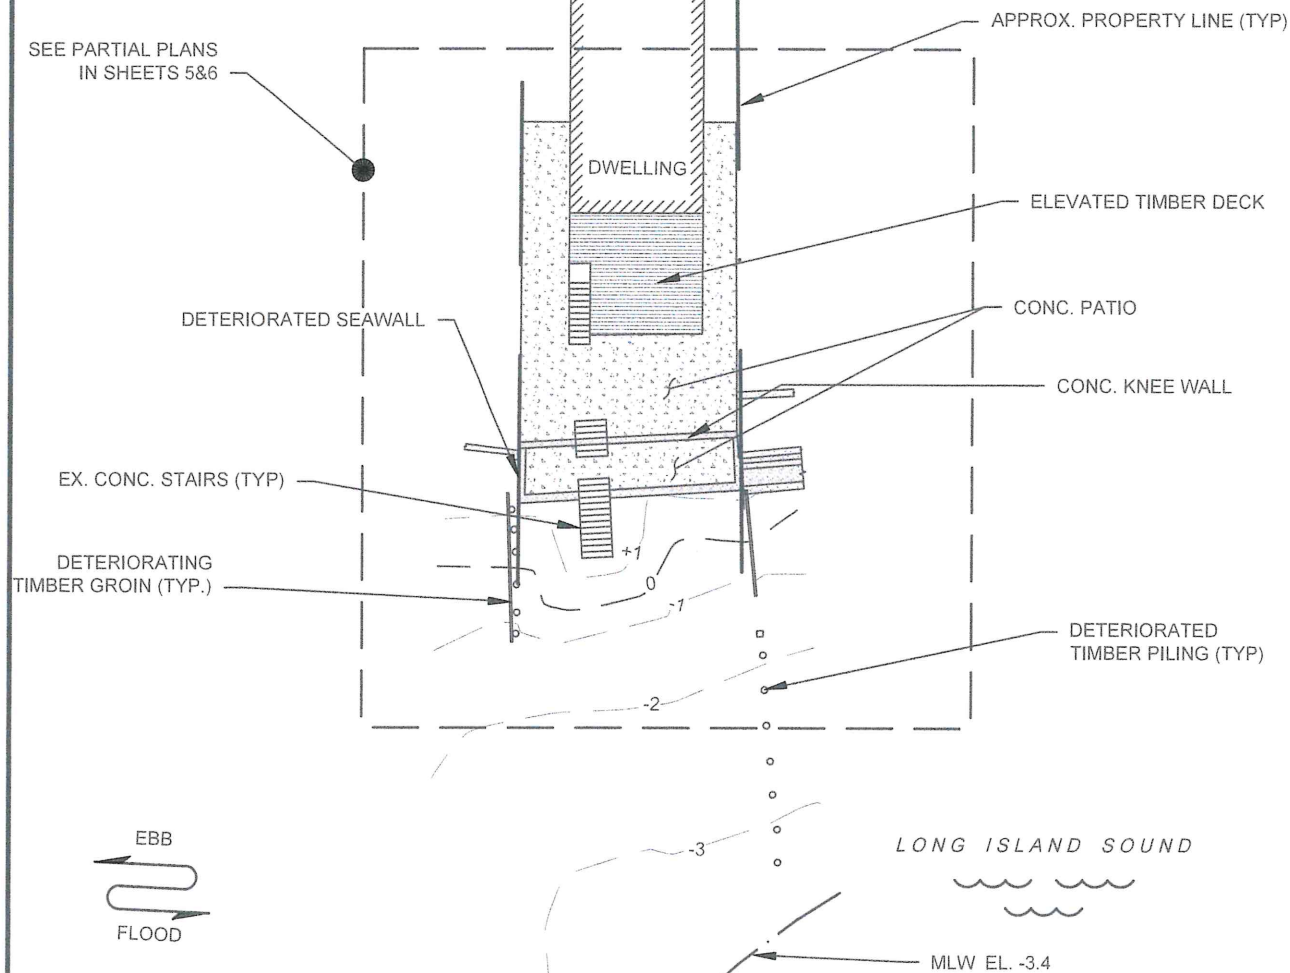 APPROX. PROPERTY LINE (TYP)
SEE PARTIAL PLANS
IN SHEETS 5&6
DWELLING
ELEVATED TIMBER DECK
CONC. PATIO
DETERIORATED SEAWALL
CONC. KNEE WALL
EX. CONC. STAIRS (TYP)
+1
DETERIORATING
TIMBER GROIN (TYP.)
0
-1
DETERIORATED
TIMBER PILING (TYP)
-2
EBB
FLOOD
-3
LONG ISLAND SOUND
MLW EL. -3.4